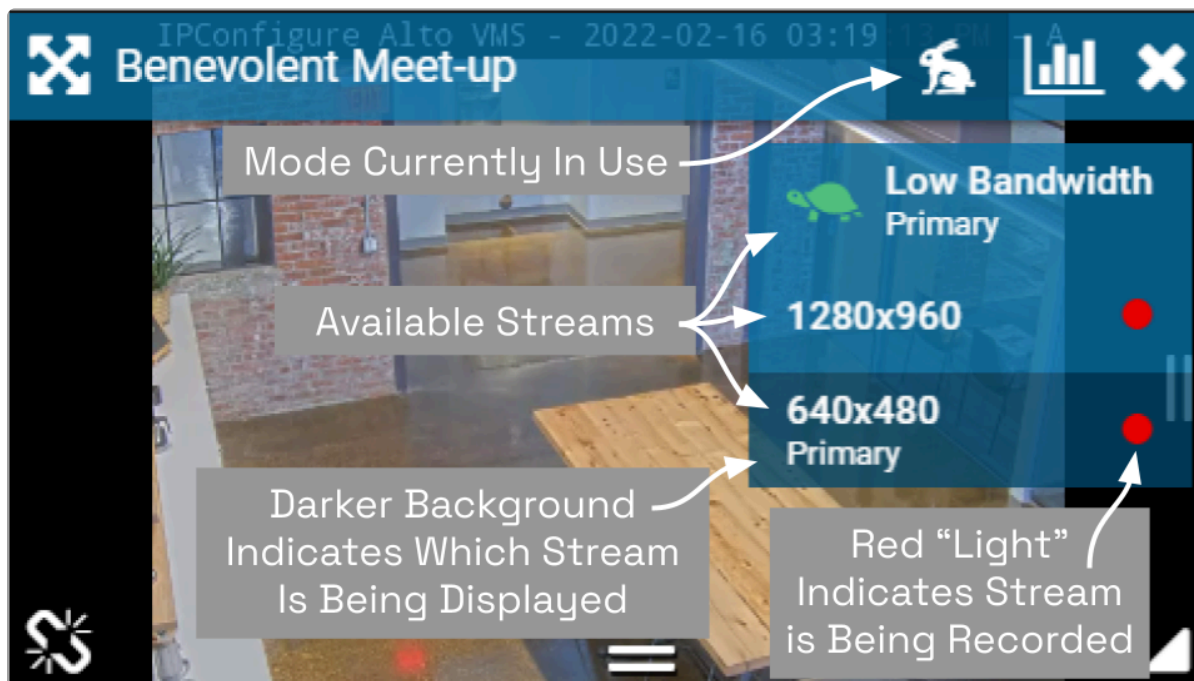 IPConfigure Alto VMS - 2022-02-16 03:19:13 PM - A
Benevolent Meet-up
Mode Currently In Use
Low Bandwidth
Primary
Available Streams
1280x960
640x480
Primary
Darker Background
Indicates Which Stream
Is Being Displayed
Red “Light”
Indicates Stream
is Being Recorded